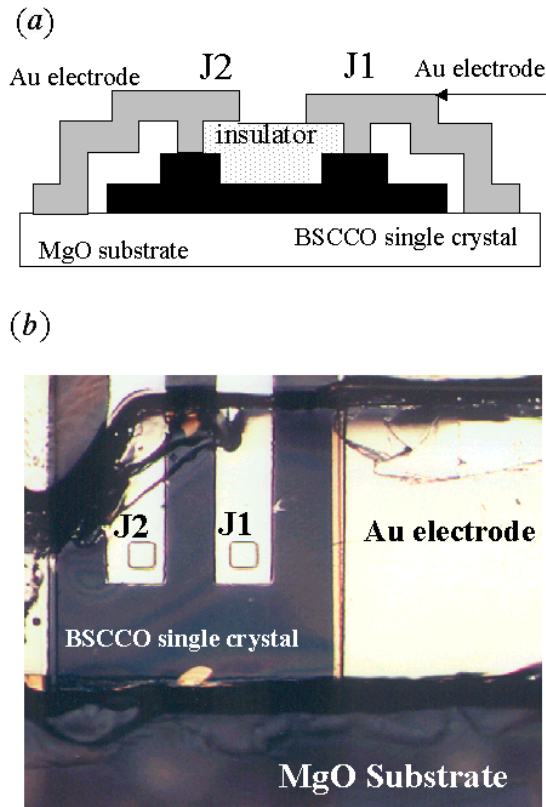 (a)
J2
J1
Au electrode
Au electrode
insulator
MgO substrate
BSCCO single crystal
(b)
J2
J1
Au electrode
BSCCO single crystal
MgO Substrate